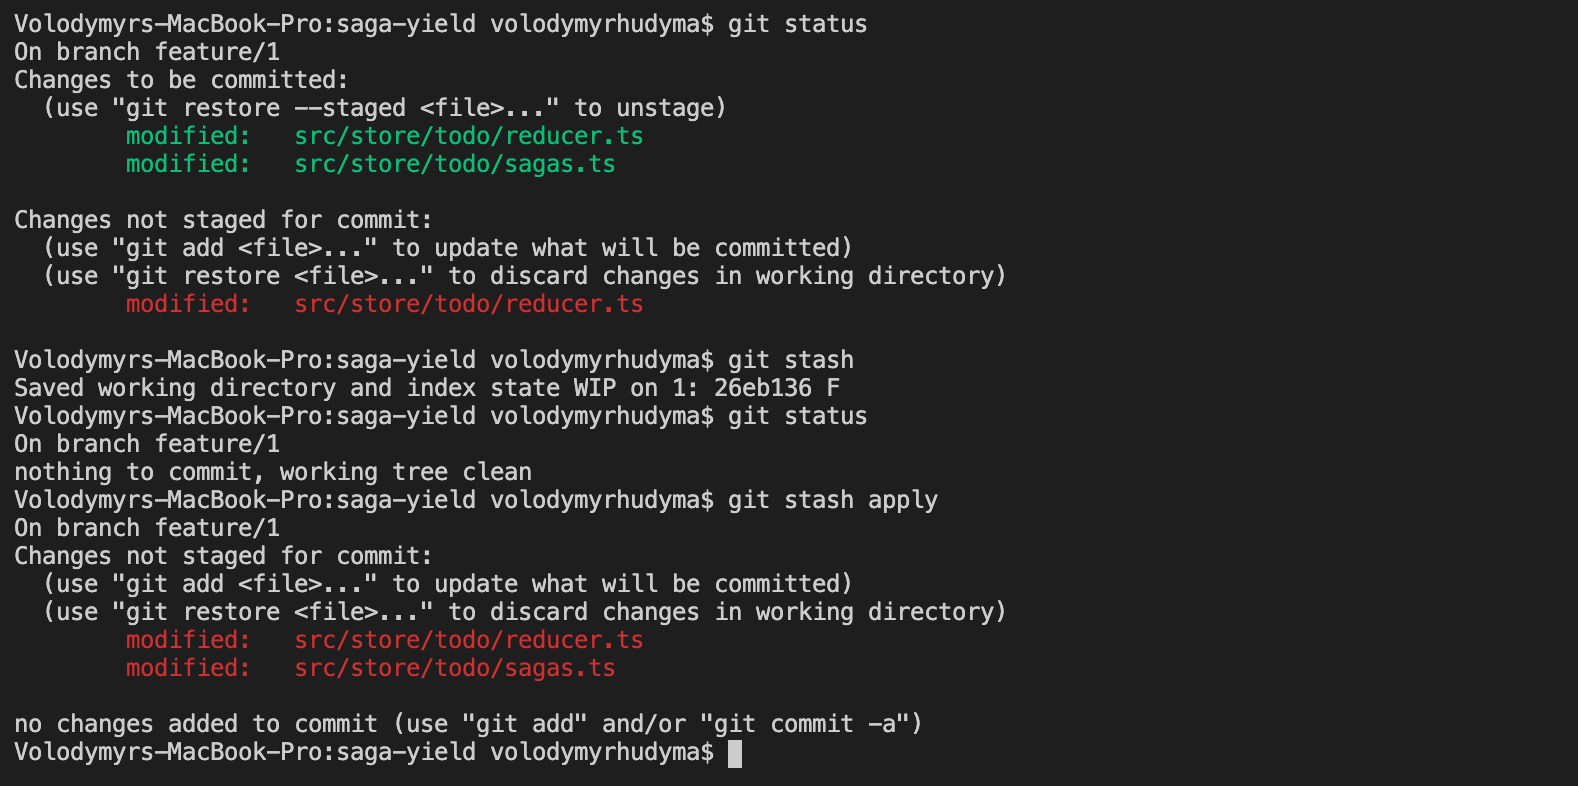 Volodymyrs-MacBook-Pro:saga-yield volodymyrhudyma$ git status
On branch feature/1
Changes to be committed:
  (use "git restore --staged <file>..." to unstage)
        modified:   src/store/todo/reducer.ts
        modified:   src/store/todo/sagas.ts

Changes not staged for commit:
  (use "git add <file>..." to update what will be committed)
  (use "git restore <file>..." to discard changes in working directory)
        modified:   src/store/todo/reducer.ts

Volodymyrs-MacBook-Pro:saga-yield volodymyrhudyma$ git stash
Saved working directory and index state WIP on 1: 26eb136 F
Volodymyrs-MacBook-Pro:saga-yield volodymyrhudyma$ git status
On branch feature/1
nothing to commit, working tree clean
Volodymyrs-MacBook-Pro:saga-yield volodymyrhudyma$ git stash apply
On branch feature/1
Changes not staged for commit:
  (use "git add <file>..." to update what will be committed)
  (use "git restore <file>..." to discard changes in working directory)
        modified:   src/store/todo/reducer.ts
        modified:   src/store/todo/sagas.ts

no changes added to commit (use "git add" and/or "git commit -a")
Volodymyrs-MacBook-Pro:saga-yield volodymyrhudyma$